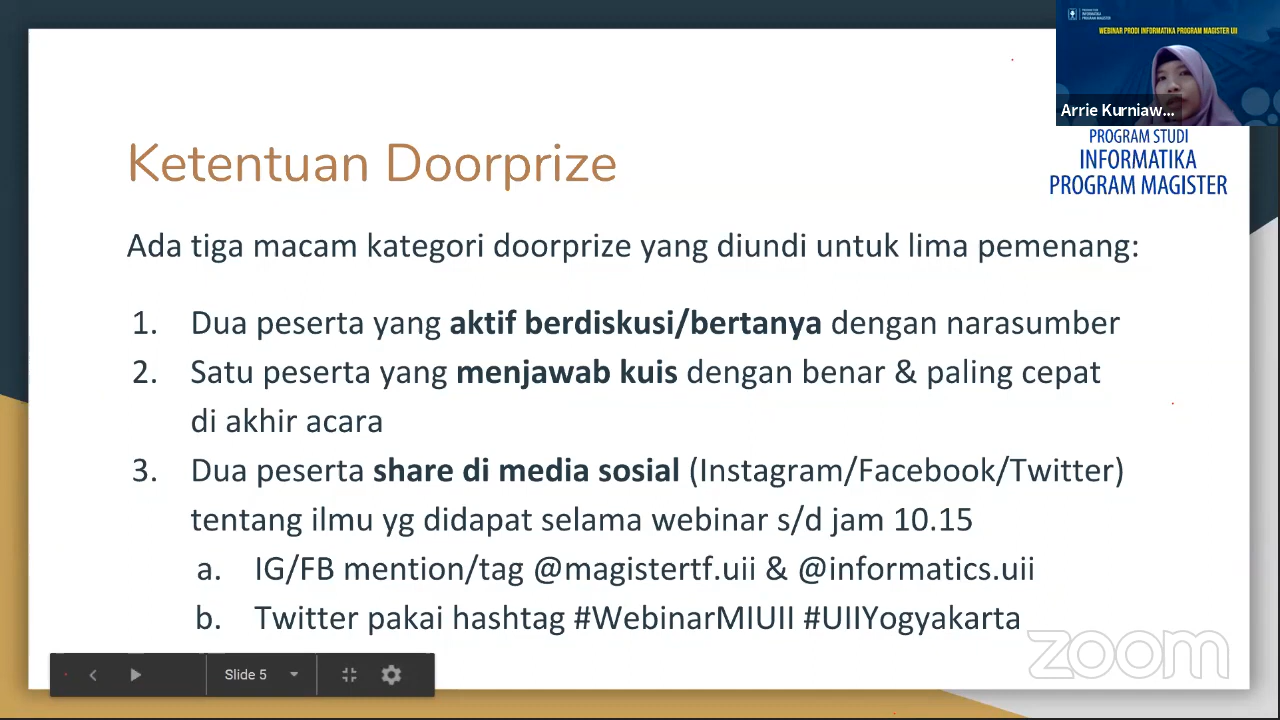 WEBINAR PRODI INFORMATIKA PROGRAM MAGISTER UII
Arrie Kurniaw...
PROGRAM STUDI
INFORMATIKA
PROGRAM MAGISTER
Ketentuan Doorprize
Ada tiga macam kategori doorprize yang diundi untuk lima pemenang:
1. Dua peserta yang aktif berdiskusi/bertanya dengan narasumber
2. Satu peserta yang menjawab kuis dengan benar & paling cepat
di akhir acara
3. Dua peserta share di media sosial (Instagram/Facebook/Twitter)
tentang ilmu yg didapat selama webinar s/d jam 10.15
a. IG/FB mention/tag @magistertf.uii & @informatics.uii
b. Twitter pakai hashtag #WebinarMIUII #UIIYogyakarta
zoom
Slide 5